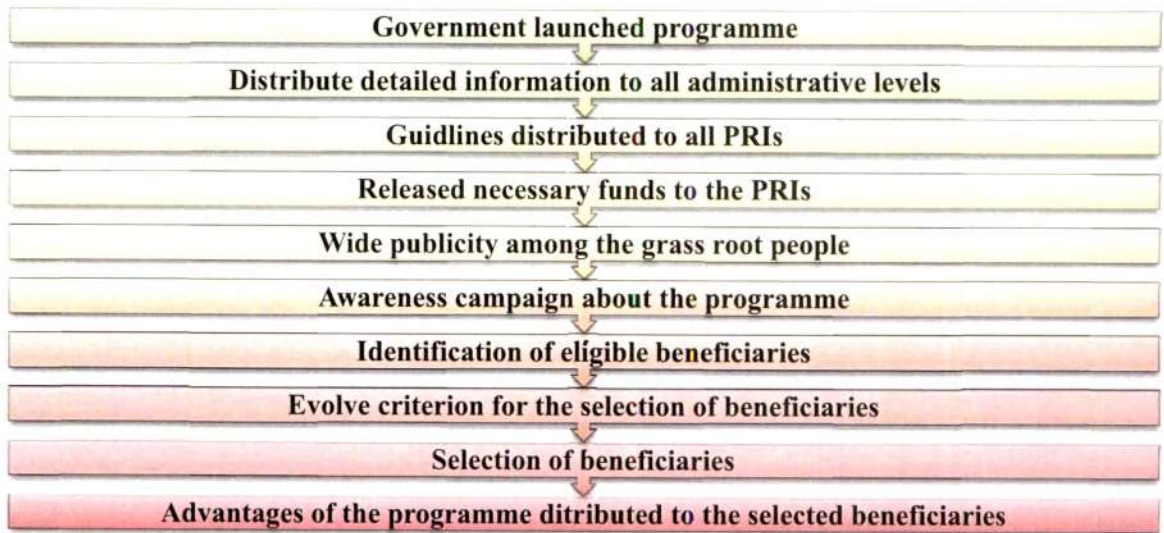 Government launched programme
Distribute detailed information to all administrative levels
Guidlines distributed to all PRIs
Released necessary funds to the PRIs
Wide publicity among the grass root people
Awareness campaign about the programme
Identification of eligible beneficiaries
Evolve criterion for the selection of beneficiaries
Selection of beneficiaries
Advantages of the programme ditributed to the selected beneficiaries